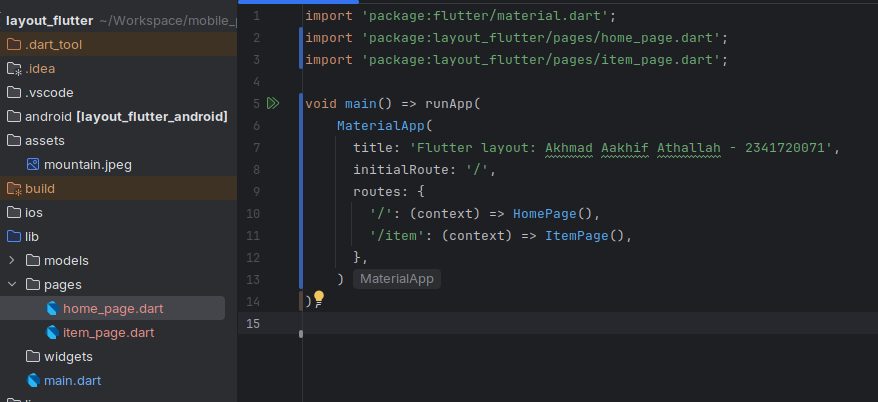 layout_flutter ~/Workspace/mobile_p
.dart_tool
.idea
.vscode
android [layout_flutter_android]
assets
mountain.jpeg
build
ios
lib
models
pages
home_page.dart
item_page.dart
widgets
main.dart
1 import 'package:flutter/material.dart';
2 import 'package:layout_flutter/pages/home_page.dart';
3 import 'package:layout_flutter/pages/item_page.dart';
4
5 void main() => runApp(
6 MaterialApp(
7 title: 'Flutter layout: Akhmad Aakhif Athallah - 2341720071',
8 initialRoute: '/',
9 routes: {
10 '/': (context) => HomePage(),
11 '/item': (context) => ItemPage(),
12 },
13 ) MaterialApp
14 );
15